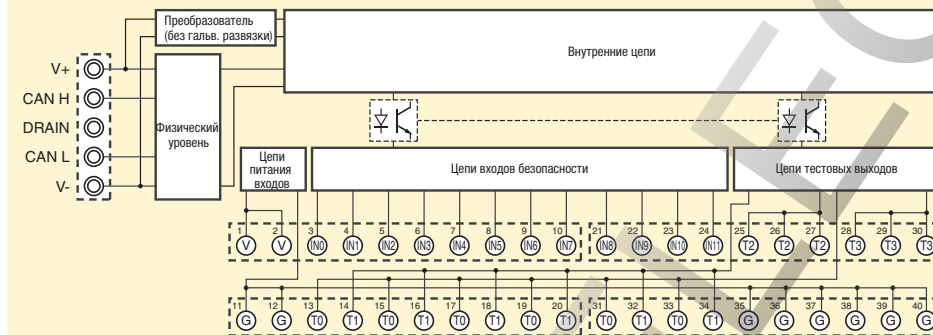 Преобразователь
(без гальв. развязки)
Внутренние цепи
V+
CAN H
DRAIN
CAN L
V-
Физический
уровень
Цепи
питания
входов
Цепи входов безопасности
Цепи тестовых выходов
1 2 3 4 5 6 7 8 9 10 21 22 23 24 25 26 27 28 29 30
V V IN0 IN1 IN2 IN3 IN4 IN5 IN6 IN7 IN8 IN9 IN10 IN11 T2 T2 T2 T3 T3 T3
11 12 13 14 15 16 17 18 19 20 31 32 33 34 35 36 37 38 39 40
G G T0 T1 T0 T1 T0 T1 T0 T1 T0 T1 T0 T1 G G G G G G